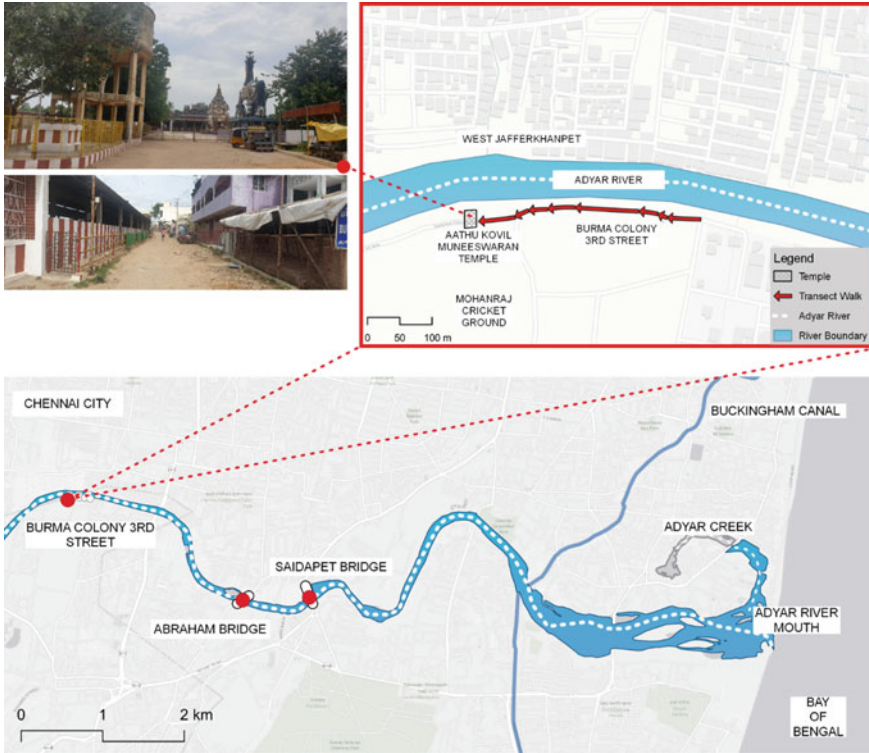 WEST JAFFERKHANPET
ADYAR RIVER
AATHU KOVIL
MUNEESWARAN
TEMPLE
BURMA COLONY
3RD STREET
MOHANRAJ
CRICKET
GROUND
0 50 100 m
Legend
Temple
Transect Walk
Adyar River
River Boundary
CHENNAI CITY
BUCKINGHAM CANAL
BURMA COLONY 3RD
STREET
ADYAR CREEK
SAIDAPET BRIDGE
ABRAHAM BRIDGE
ADYAR RIVER
MOUTH
0 1 2 km
BAY
OF
BENGAL